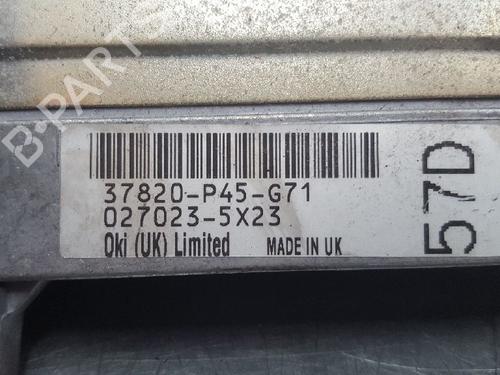 B-PARTS
37820-P45-G71
027023-5X23
Oki (UK) Limited MADE IN UK
57D